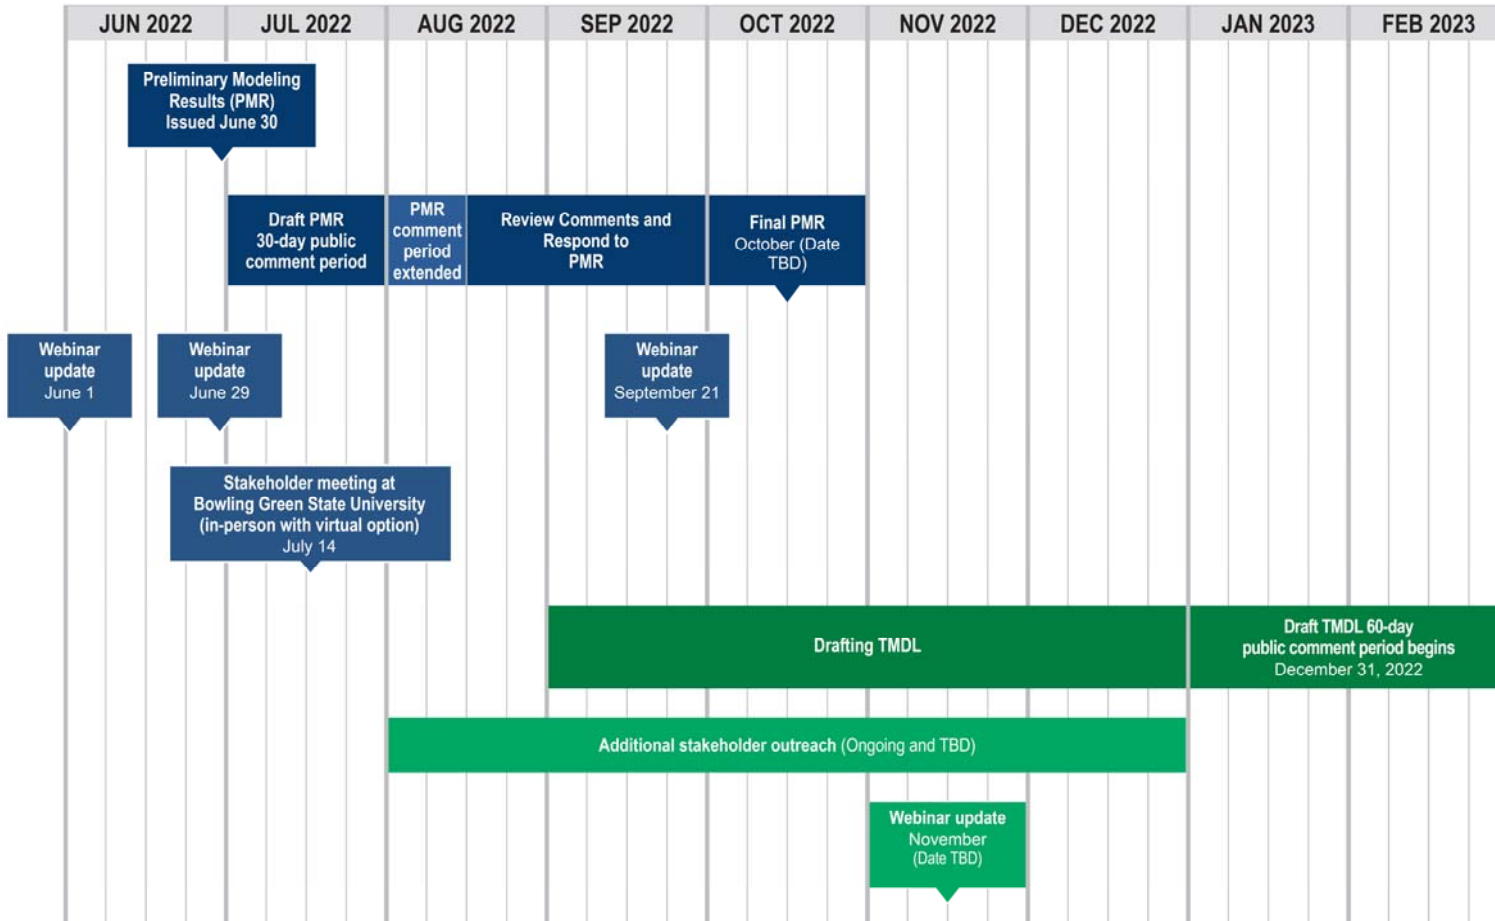 JUN 2022 JUL 2022 AUG 2022 SEP 2022 OCT 2022 NOV 2022 DEC 2022 JAN 2023 FEB 2023
Preliminary Modeling
Results (PMR)
Issued June 30
Draft PMR
30-day public
comment period
PMR
comment
period
extended
Review Comments and
Respond to
PMR
Final PMR
October (Date
TBD)
Webinar
update
June 1
Webinar
update
June 29
Webinar
update
September 21
Stakeholder meeting at
Bowling Green State University
(in-person with virtual option)
July 14
Drafting TMDL
Draft TMDL 60-day
public comment period begins
December 31, 2022
Additional stakeholder outreach (Ongoing and TBD)
Webinar update
November
(Date TBD)